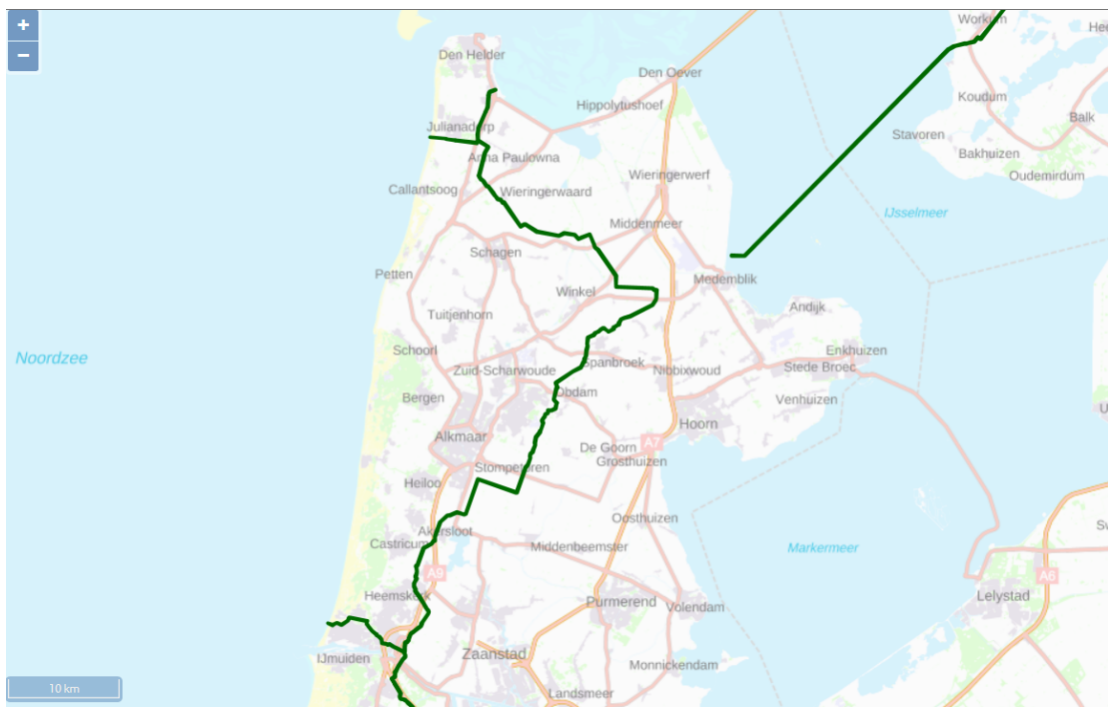 +
−
Workum
Den Helder
Den Oever
Koudum
Hippolytushoef
Balk
Julianadorp
Stavoren
Anna Paulowna
Bakhuizen
Wieringerwerf
Oudemirdum
Callantsoog
Wieringerwaard
IJsselmeer
Middenmeer
Schagen
Petten
Medemblik
Winkel
Andijk
Tuitjenhorn
Noordzee
Schoorl
Enkhuizen
Spanbroek
Zuid-Scharwoude
Nibbixwoud
Stede Broec
Obdam
Bergen
Venhuizen
Hoorn
Alkmaar
A7
De Goorn
Grosthuizen
Stompetoren
Heiloo
Oosthuizen
Akersloot
Castricum
Middenbeemster
Markermeer
A9
A6
Heemskerk
Lelystad
Purmerend
Volendam
IJmuiden
Zaanstad
Monnickendam
10 km
Landsmeer